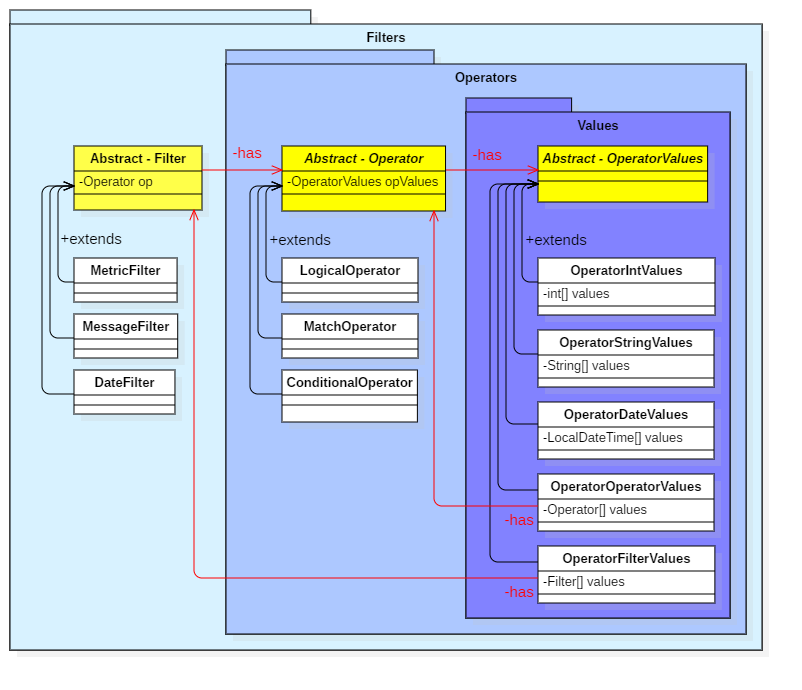 Filters
Operators
Values
Abstract - Filter
-Operator op
-has
Abstract - Operator
-OperatorValues opValues
-has
Abstract - OperatorValues
+extends
MetricFilter
MessageFilter
DateFilter
+extends
LogicalOperator
MatchOperator
ConditionalOperator
+extends
OperatorIntValues
-int[] values
OperatorStringValues
-String[] values
OperatorDateValues
-LocalDateTime[] values
OperatorOperatorValues
-Operator[] values
-has
OperatorFilterValues
-Filter[] values
-has